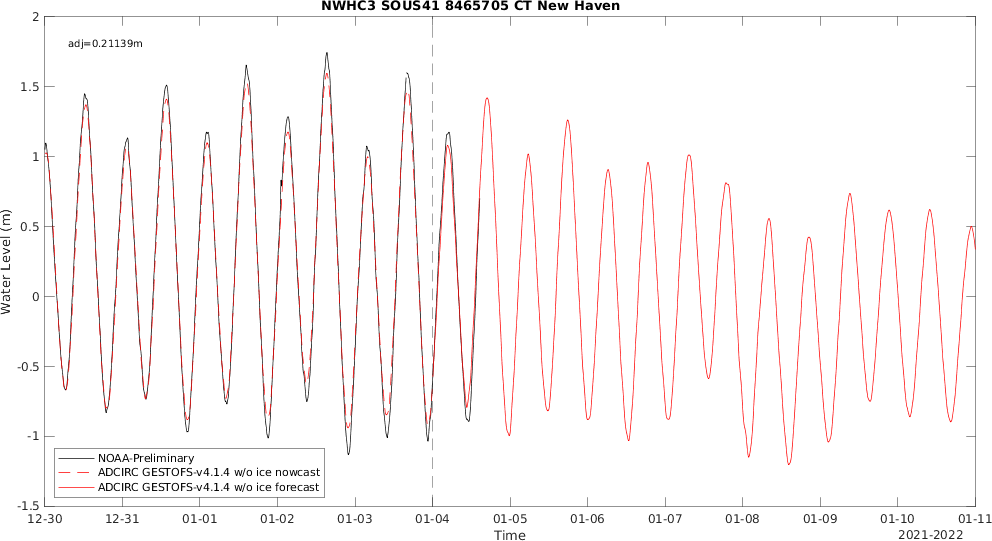 NWHC3 SOUS41 8465705 CT New Haven
2
adj=0.21139m
1.5
1
0.5
0
-0.5
-1
-1.5
Water Level (m)
NOAA-Preliminary
ADCIRC GESTOFS-v4.1.4 w/o ice nowcast
ADCIRC GESTOFS-v4.1.4 w/o ice forecast
12-30 12-31 01-01 01-02 01-03 01-04 01-05 01-06 01-07 01-08 01-09 01-10 01-11
Time
2021-2022